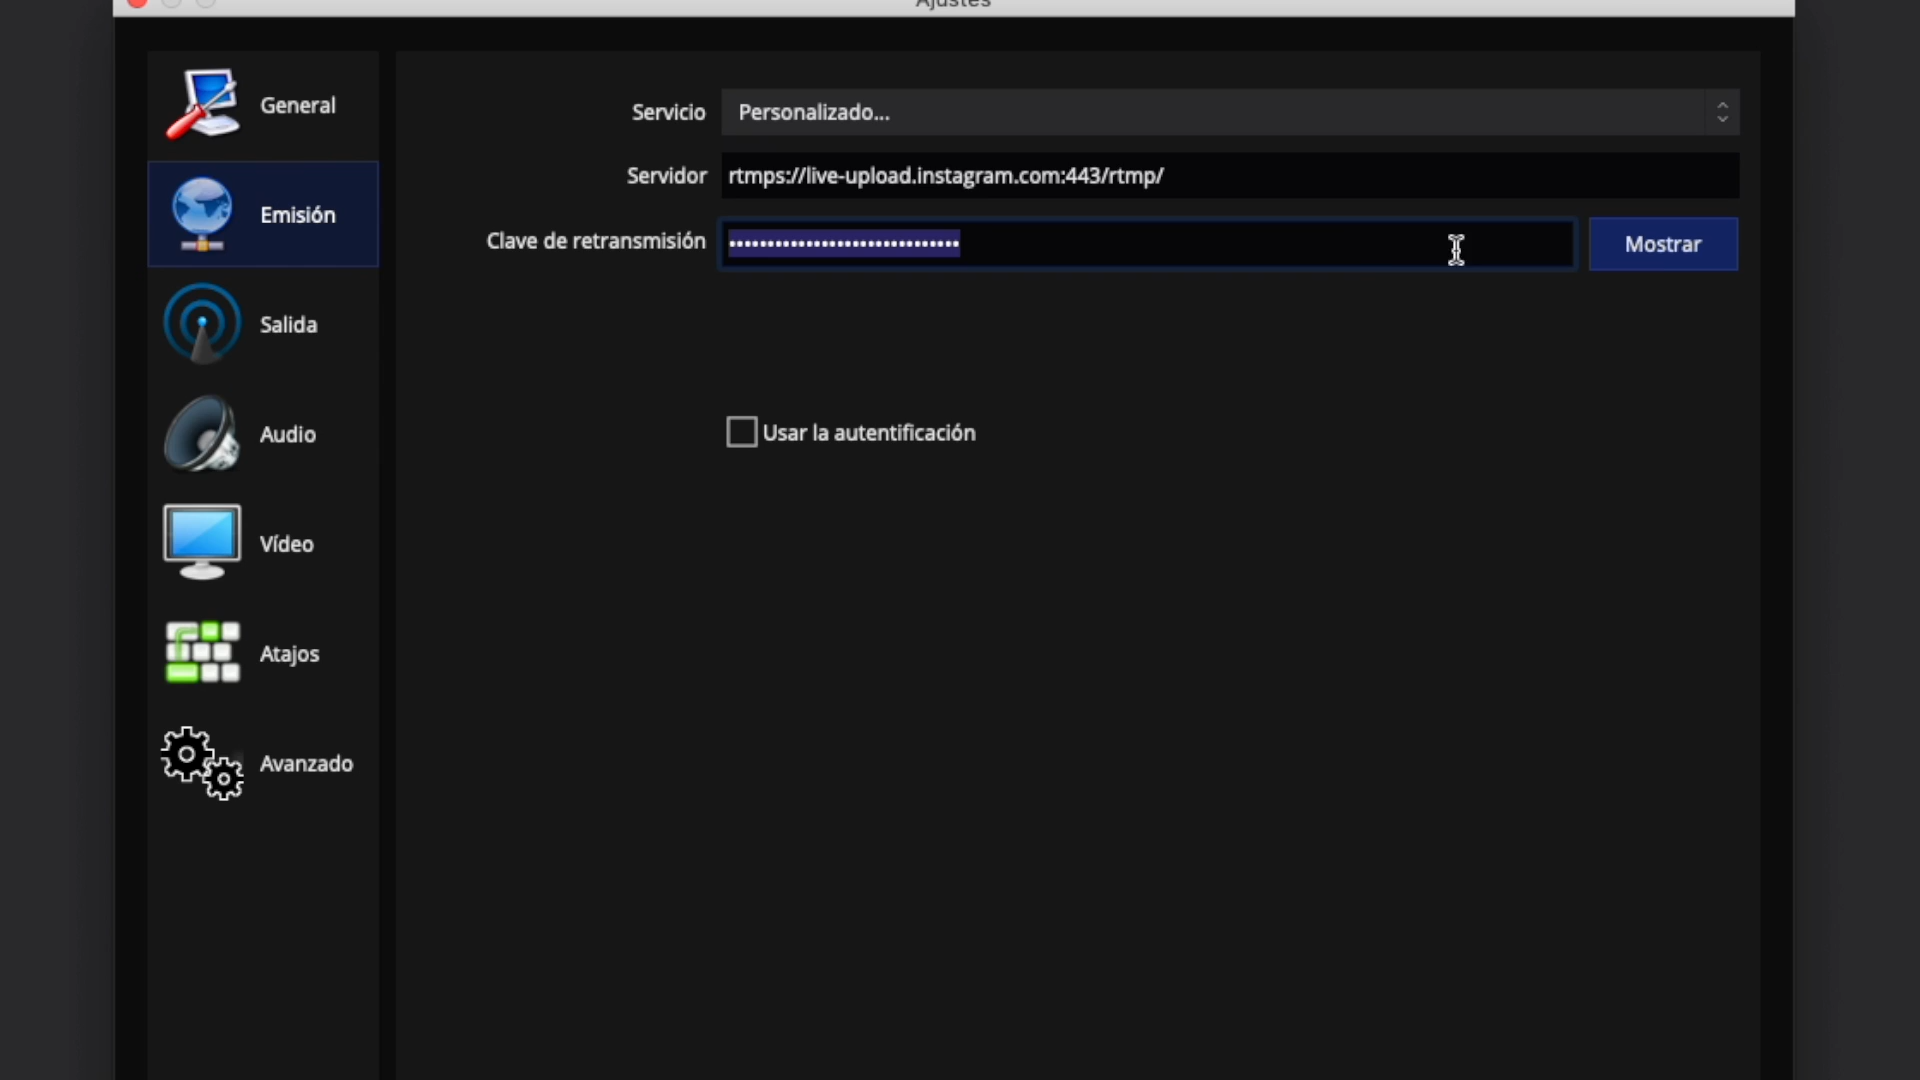 Ajustes
General
Servicio Personalizado...
Servidor rtmps://live-upload.instagram.com:443/rtmp/
Emisión
Clave de retransmisión •••••••••••••••••••••••••••••• Mostrar
Salida
Usar la autentificación
Audio
Vídeo
Atajos
Avanzado